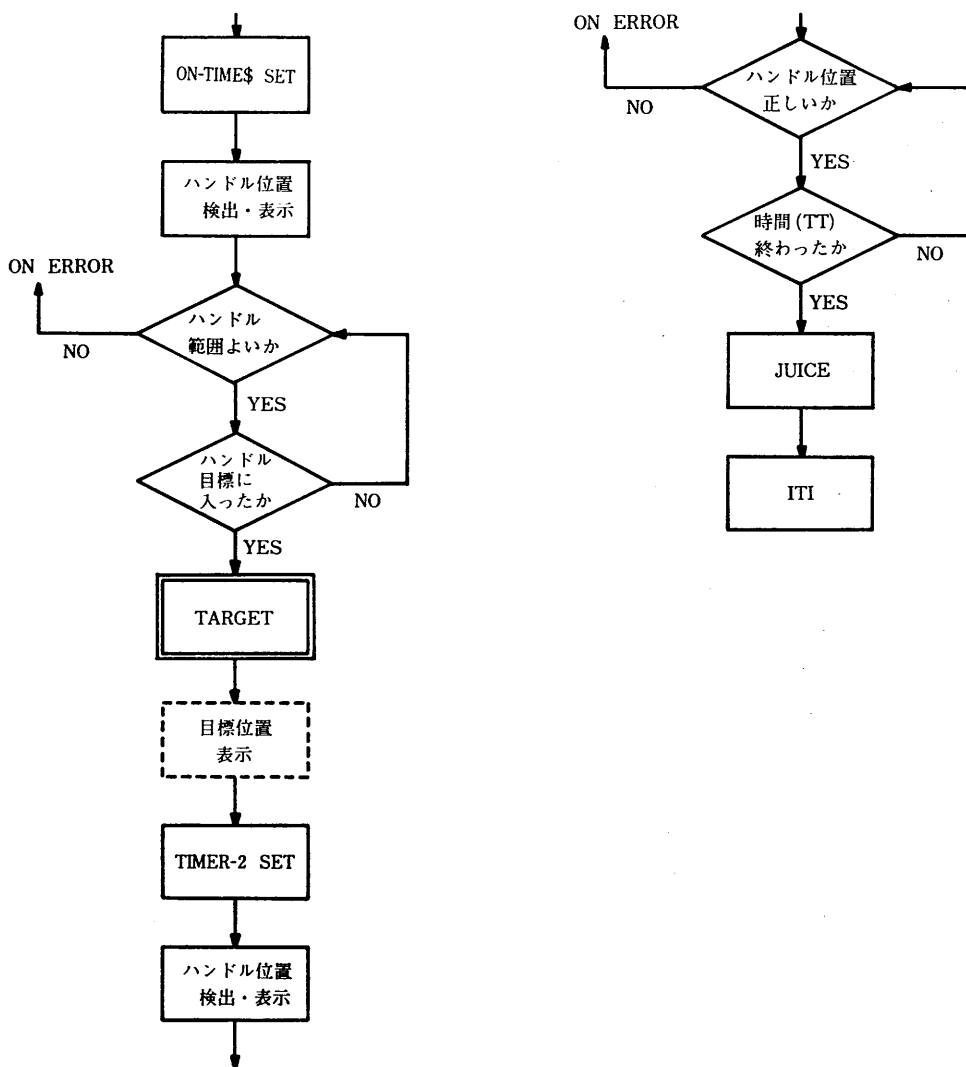 ON-TIME$ SET
ハンドル位置
検出・表示
ON ERROR
ハンドル
範囲よいか
NO
YES
ハンドル
目標に
入ったか
NO
YES
TARGET
目標位置
表示
TIMER-2 SET
ハンドル位置
検出・表示
ON ERROR
ハンドル位置
正しいか
NO
YES
時間(TT)
終わったか
NO
YES
JUICE
ITI